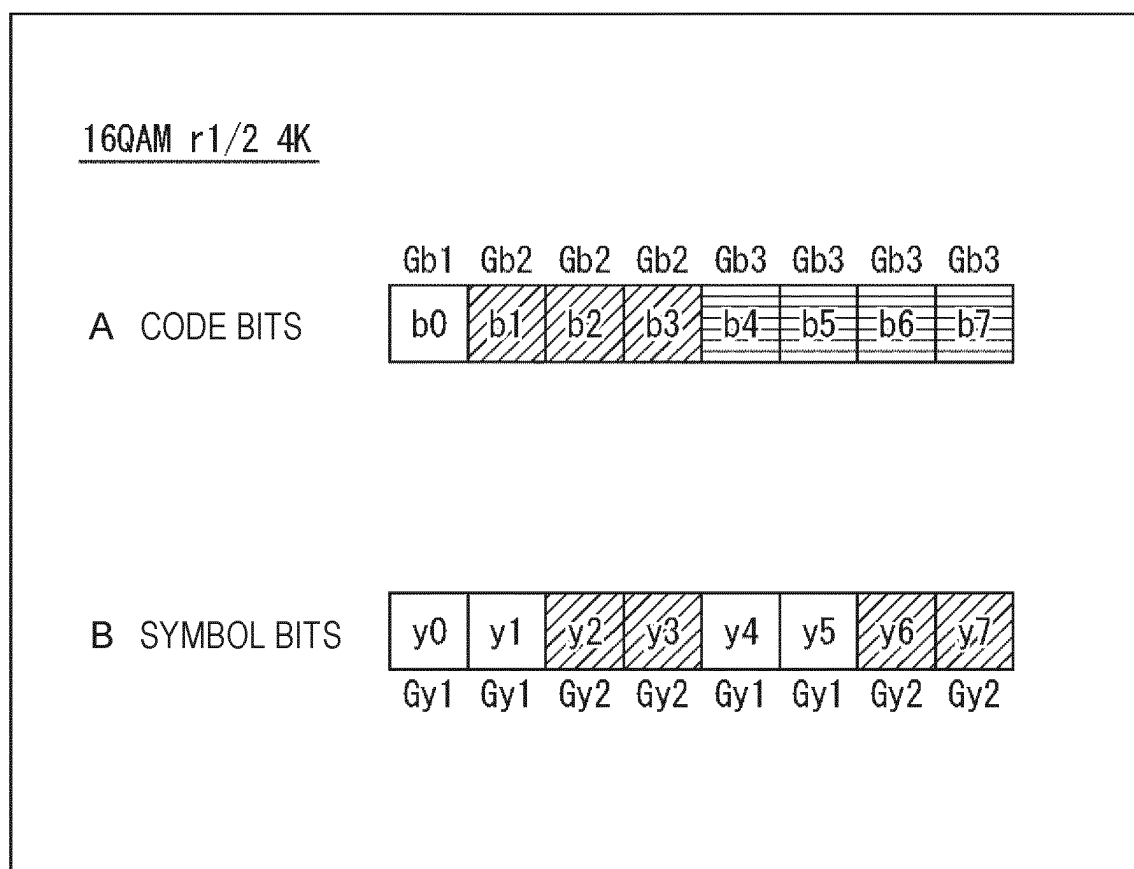 16QAM r1/2 4K
Gb1 Gb2 Gb2 Gb2 Gb3 Gb3 Gb3 Gb3
A CODE BITS b0 b1 b2 b3 b4 b5 b6 b7
B SYMBOL BITS y0 y1 y2 y3 y4 y5 y6 y7
Gy1 Gy1 Gy2 Gy2 Gy1 Gy1 Gy2 Gy2